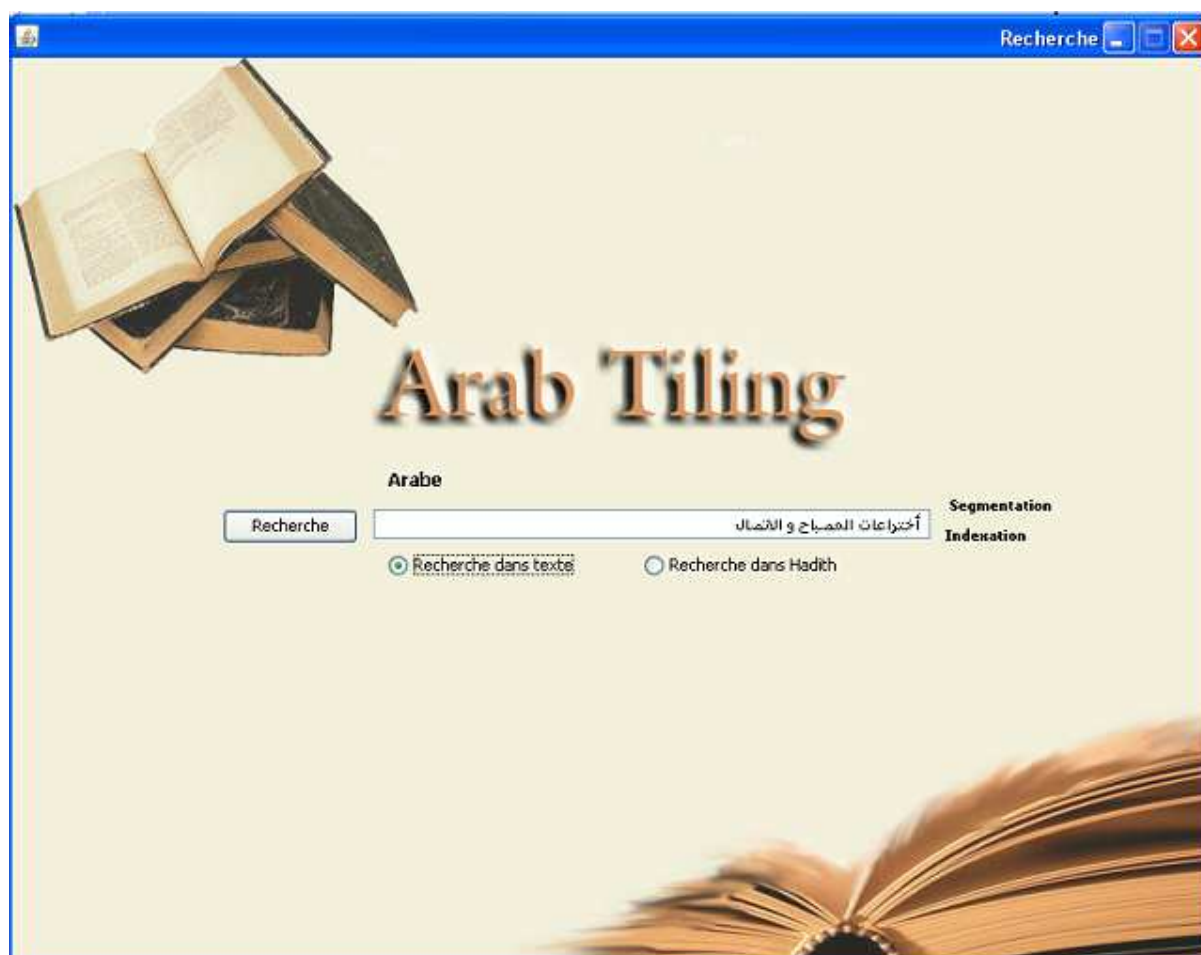 Recherche
Arab Tiling
Arabe
Recherche
أختراعات المصباح و الاتصال
Segmentation
Indexation
Recherche dans texte
Recherche dans Hadith